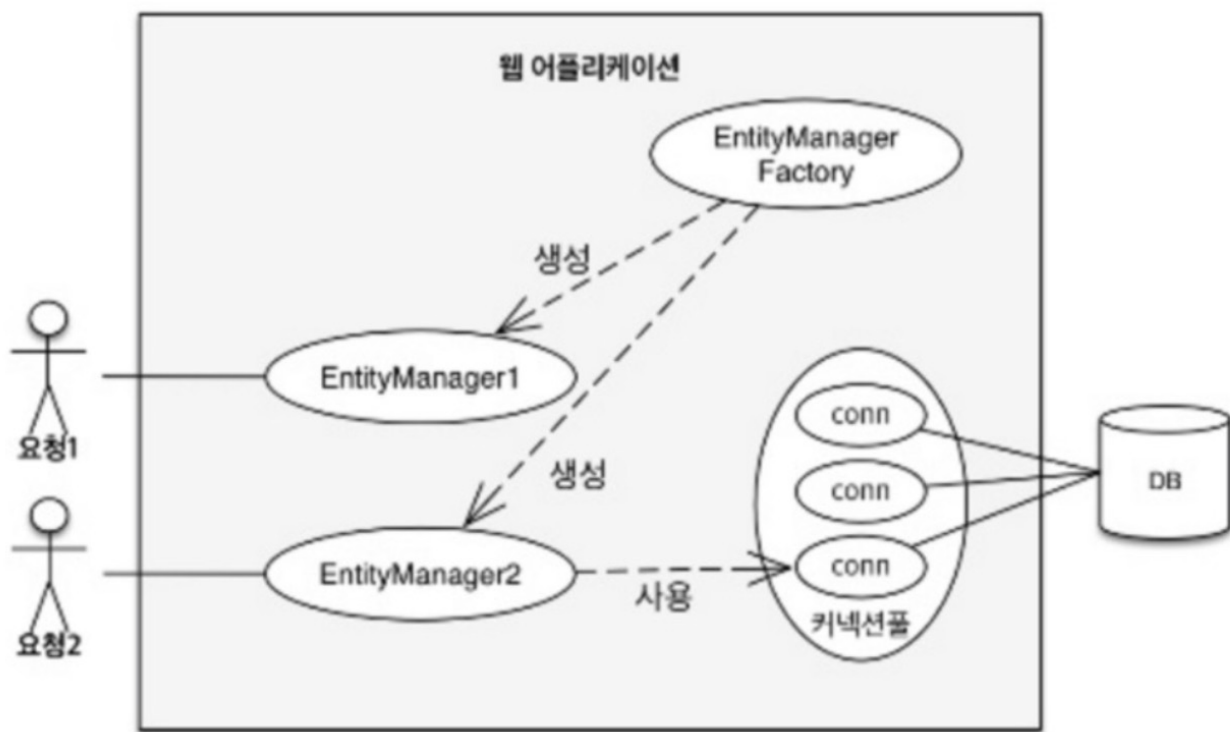 웹 어플리케이션
EntityManager
Factory
생성
EntityManager1
요청1
conn
conn
DB
생성
EntityManager2
사용
conn
커넥션풀
요청2